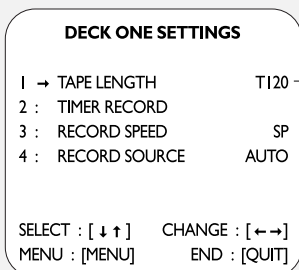 DECK ONE SETTINGS
1 → TAPE LENGTH T120
2 : TIMER RECORD
3 : RECORD SPEED SP
4 : RECORD SOURCE AUTO
SELECT : [↓↑] CHANGE : [←→]
MENU : [MENU] END : [QUIT]